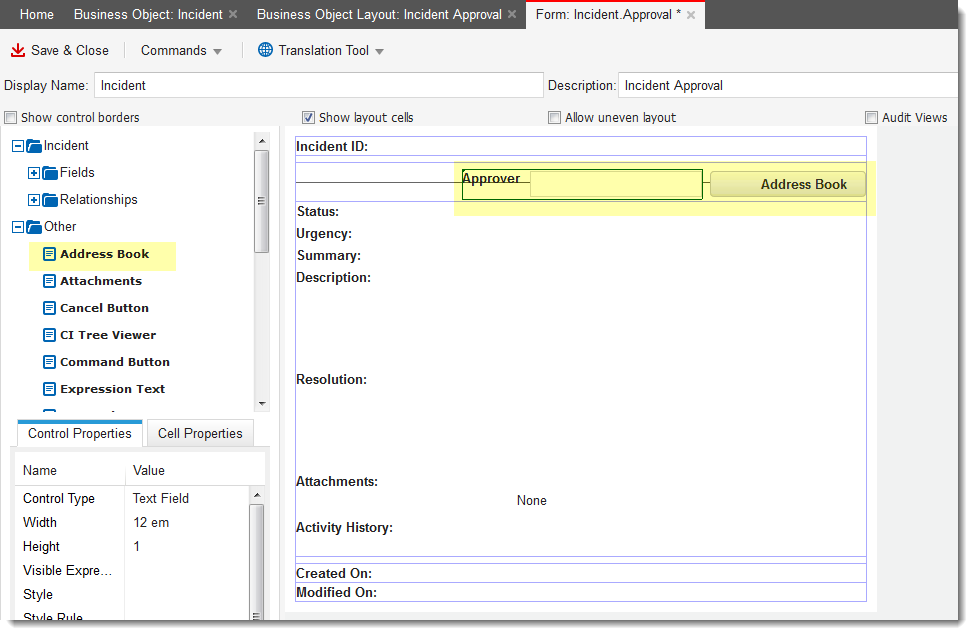 Home Business Object: Incident Business Object Layout: Incident Approval Form: Incident.Approval *
Save & Close Commands Translation Tool
Display Name: Incident Description: Incident Approval
Show control borders Show layout cells Allow uneven layout Audit Views
Incident
Fields
Relationships
Other
Address Book
Attachments
Cancel Button
CI Tree Viewer
Command Button
Expression Text
Control Properties Cell Properties
Name Value
Control Type Text Field
Width 12 em
Height 1
Visible Expre...
Style
Style Rule
Incident ID:
Approver Address Book
Status:
Urgency:
Summary:
Description:
Resolution:
Attachments:
None
Activity History:
Created On:
Modified On: